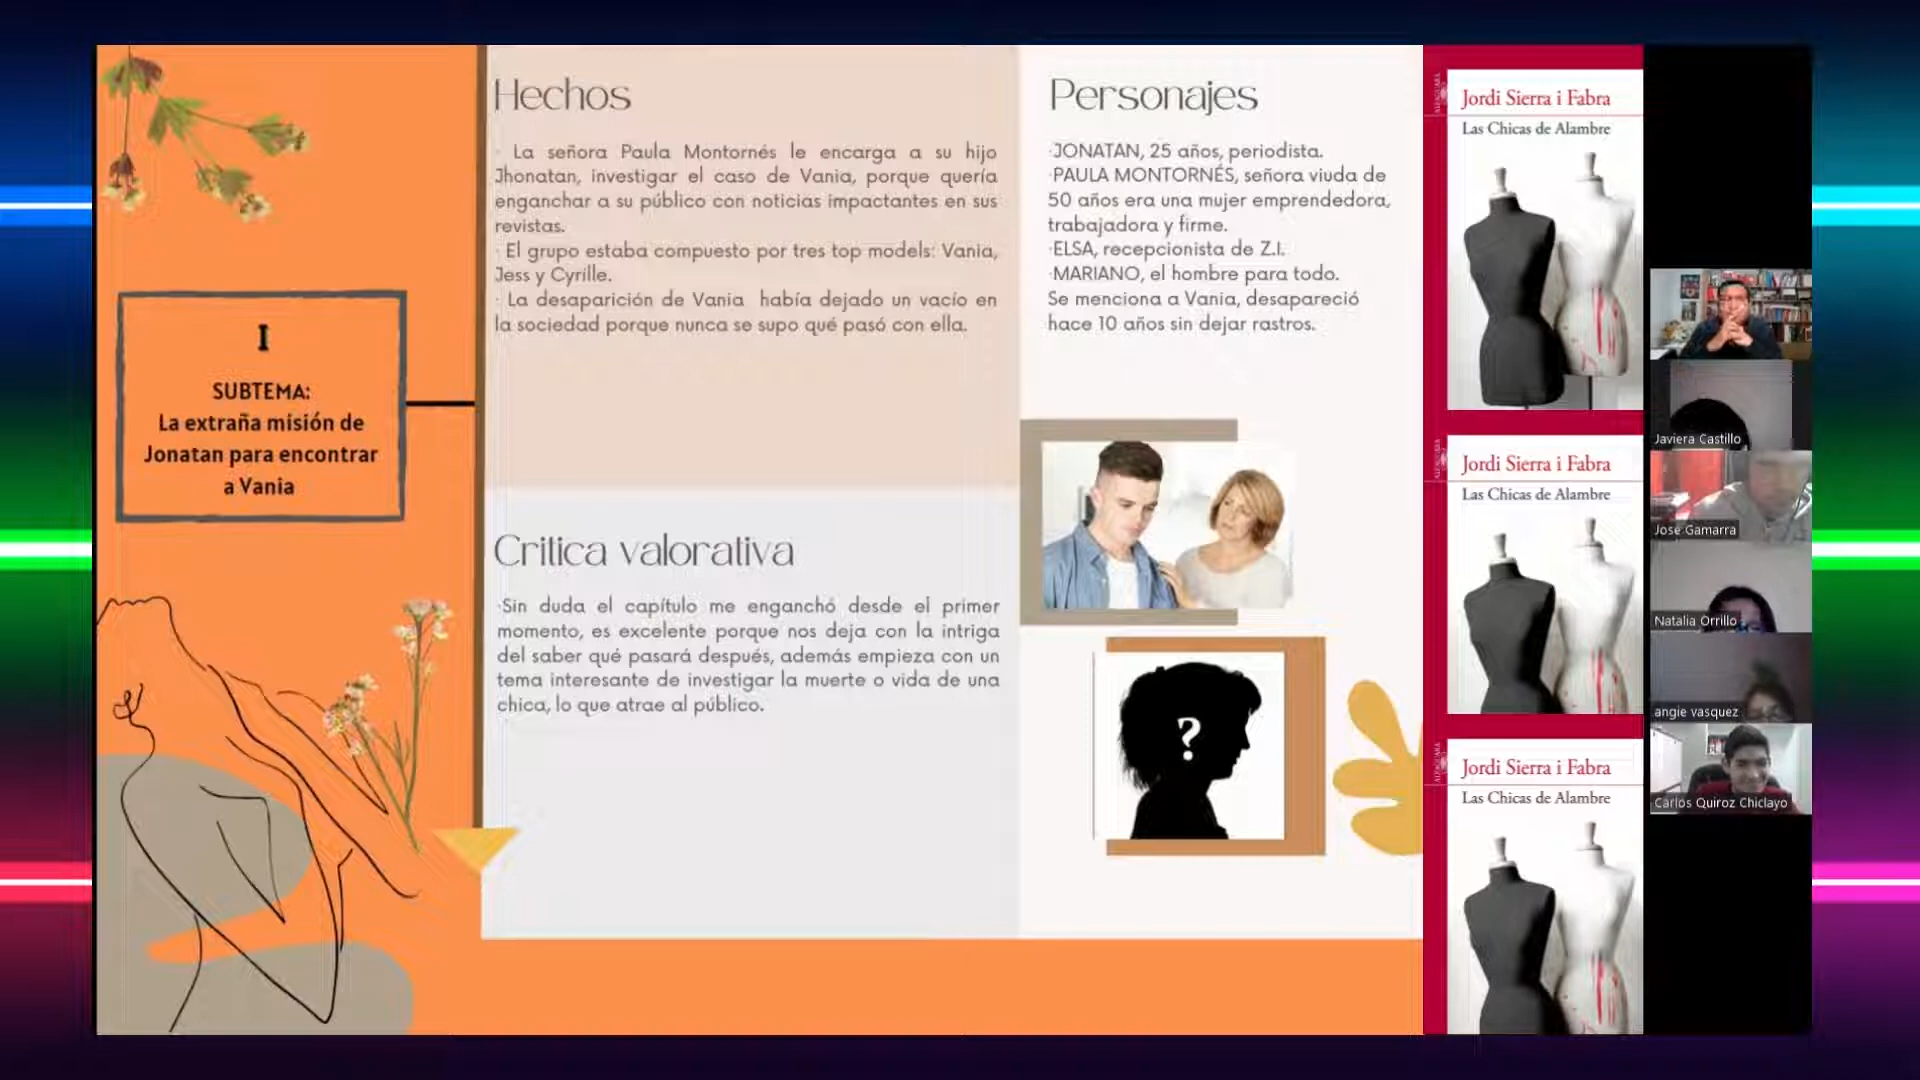 I
SUBTEMA:
La extraña misión de
Jonatan para encontrar
a Vania
Hechos
· La señora Paula Montornés le encarga a su hijo
Jhonatan, investigar el caso de Vania, porque quería
enganchar a su público con noticias impactantes en sus
revistas.
· El grupo estaba compuesto por tres top models: Vania,
Jess y Cyrille.
· La desaparición de Vania había dejado un vacío en
la sociedad porque nunca se supo qué pasó con ella.
Critica valorativa
·Sin duda el capítulo me enganchó desde el primer
momento, es excelente porque nos deja con la intriga
del saber qué pasará después, además empieza con un
tema interesante de investigar la muerte o vida de una
chica, lo que atrae al público.
Personajes
·JONATAN, 25 años, periodista.
·PAULA MONTORNÉS, señora viuda de
50 años era una mujer emprendedora,
trabajadora y firme.
·ELSA, recepcionista de Z.I.
·MARIANO, el hombre para todo.
Se menciona a Vania, desapareció
hace 10 años sin dejar rastros.
?
ALFAGUARA
Jordi Sierra i Fabra
Las Chicas de Alambre
ALFAGUARA
Jordi Sierra i Fabra
Las Chicas de Alambre
ALFAGUARA
Jordi Sierra i Fabra
Las Chicas de Alambre
Javiera Castillo
Jose Gamarra
Natalia Orrillo
angie vasquez
Carlos Quiroz Chiclayo